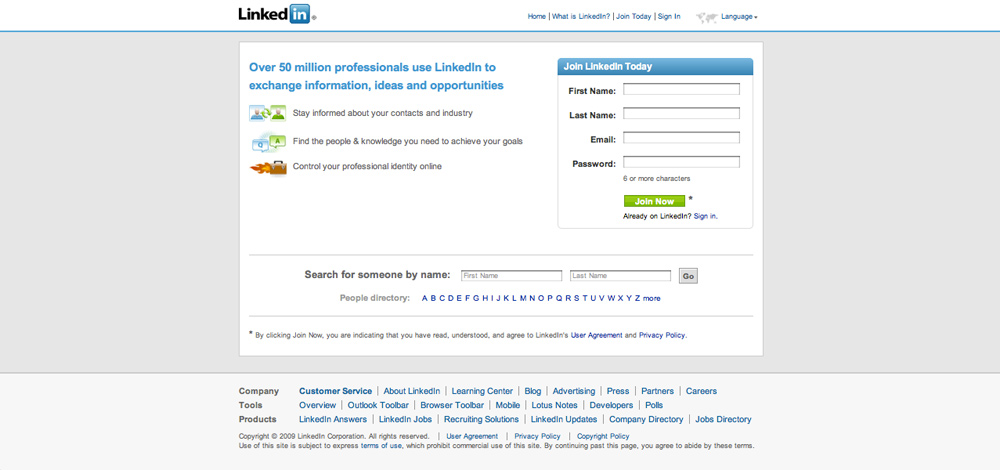 Linked in ®
Home | What is LinkedIn? | Join Today | Sign In Language
Over 50 million professionals use LinkedIn to
exchange information, ideas and opportunities
Stay informed about your contacts and industry
Q A
Find the people & knowledge you need to achieve your goals
Control your professional identity online
Join LinkedIn Today
First Name:
Last Name:
Email:
Password:
6 or more characters
Join Now *
Already on LinkedIn? Sign in.
Search for someone by name: First Name Last Name Go
People directory: A B C D E F G H I J K L M N O P Q R S T U V W X Y Z more
* By clicking Join Now, you are indicating that you have read, understood, and agree to LinkedIn's User Agreement and Privacy Policy.
Company Customer Service | About LinkedIn | Learning Center | Blog | Advertising | Press | Partners | Careers
Tools Overview | Outlook Toolbar | Browser Toolbar | Mobile | Lotus Notes | Developers | Polls
Products LinkedIn Answers | LinkedIn Jobs | Recruiting Solutions | LinkedIn Updates | Company Directory | Jobs Directory
Copyright © 2009 LinkedIn Corporation. All rights reserved. | User Agreement | Privacy Policy | Copyright Policy
Use of this site is subject to express terms of use, which prohibit commercial use of this site. By continuing past this page, you agree to abide by these terms.